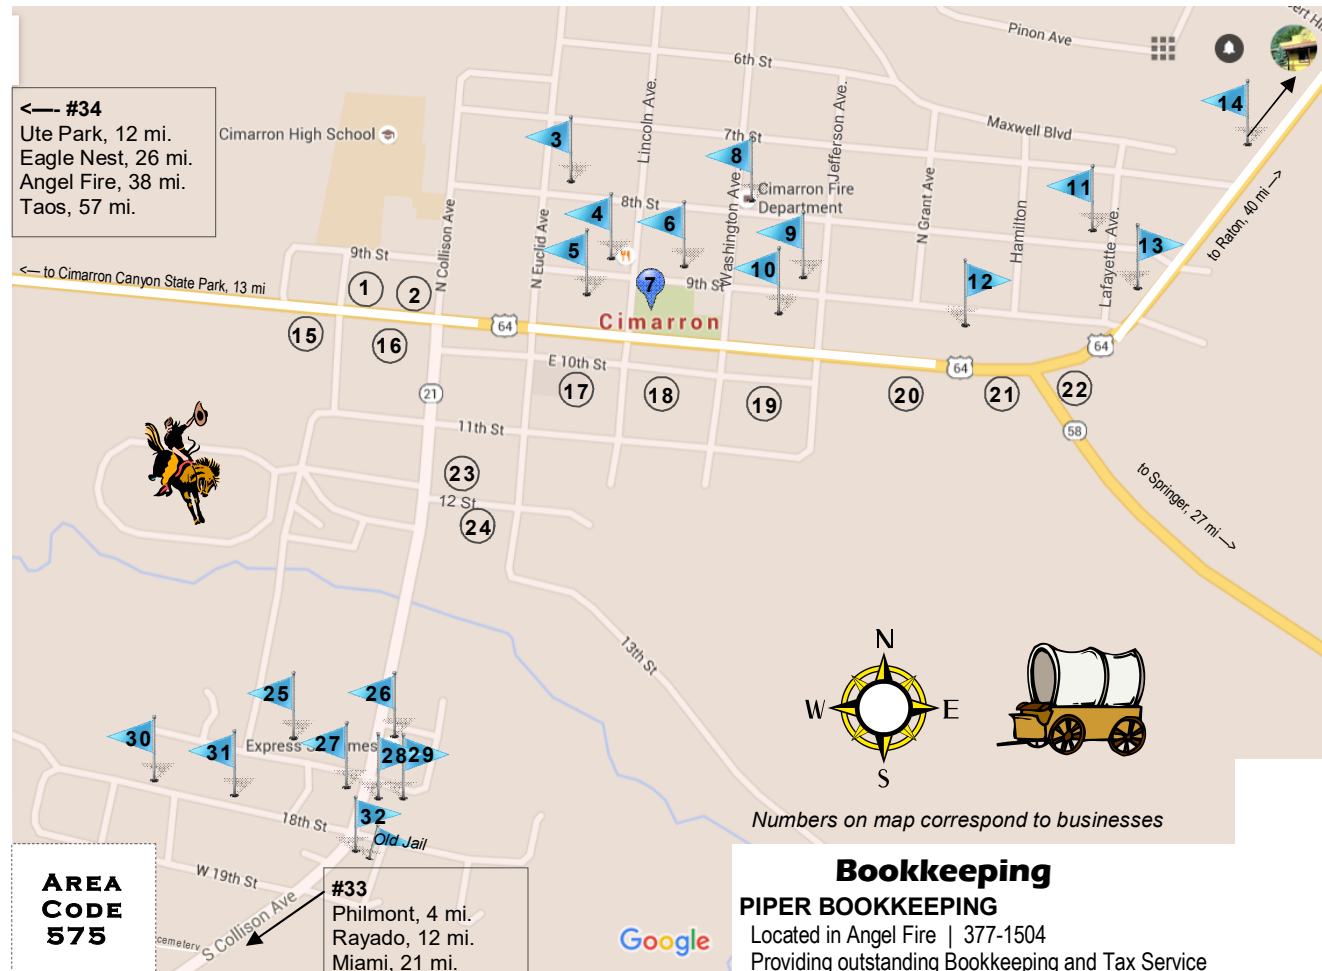 Pinon Ave
6th St
<—- #34
Ute Park, 12 mi.
Eagle Nest, 26 mi.
Angel Fire, 38 mi.
Taos, 57 mi.
Cimarron High School
3
Lincoln Ave.
7th St
8
Jefferson Ave.
Maxwell Blvd
14
Cimarron Fire
Department
11
N Collison Ave
N Euclid Ave
4
8th St
6
Washington Ave
9
N Grant Ave
Hamilton
Lafayette Ave.
13
to Raton, 40 mi —>
9th St
5
10
12
<— to Cimarron Canyon State Park, 13 mi
1
2
7
9th St
Cimarron
64
15
16
64
64
E 10th St
21
17
18
19
20
21
22
58
11th St
23
12 St
24
to Springer, 27 mi —>
13th St
N
W
E
S
25
26
30
31
Express
27
28
29
32
Old Jail
18th St
W 19th St
Numbers on map correspond to businesses
AREA
CODE
575
cemetery
S Collison Ave
#33
Philmont, 4 mi.
Rayado, 12 mi.
Miami, 21 mi.
Google
Bookkeeping
PIPER BOOKKEEPING
Located in Angel Fire | 377-1504
Providing outstanding Bookkeeping and Tax Service